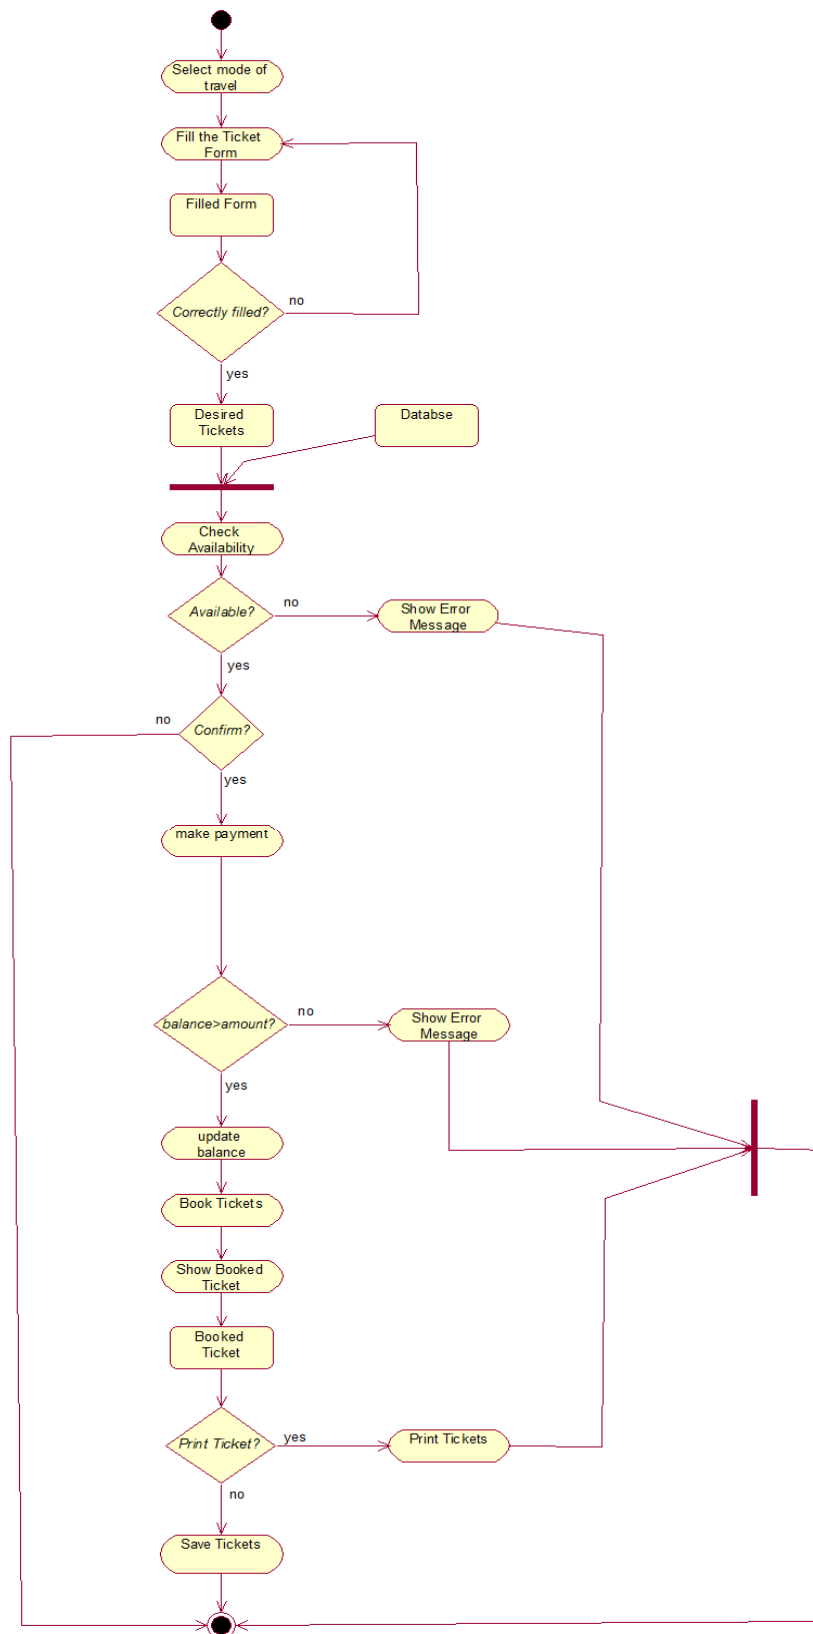 Select mode of
travel
Fill the Ticket
Form
Filled Form
Correctly filled?
no
yes
Desired
Tickets
Databse
Check
Availability
Available?
no
Show Error
Message
yes
no
Confirm?
yes
make payment
balance>amount?
no
Show Error
Message
yes
update
balance
Book Tickets
Show Booked
Ticket
Booked
Ticket
Print Ticket?
yes
Print Tickets
no
Save Tickets